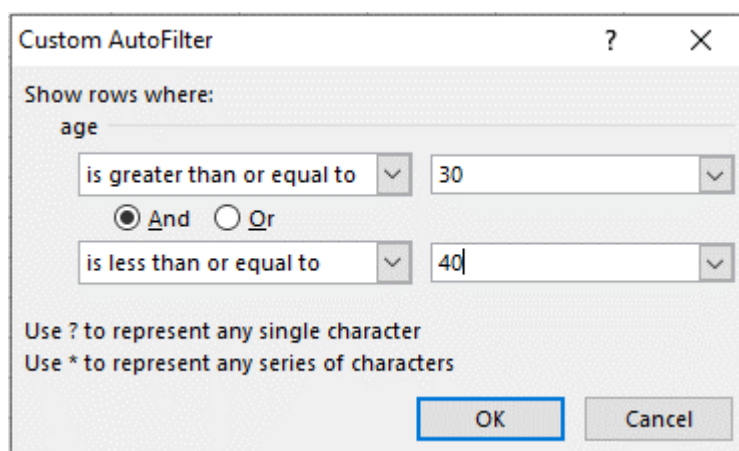 Custom AutoFilter ?
Show rows where:
age
is greater than or equal to 30
And Or
is less than or equal to 40
Use ? to represent any single character
Use * to represent any series of characters
OK Cancel